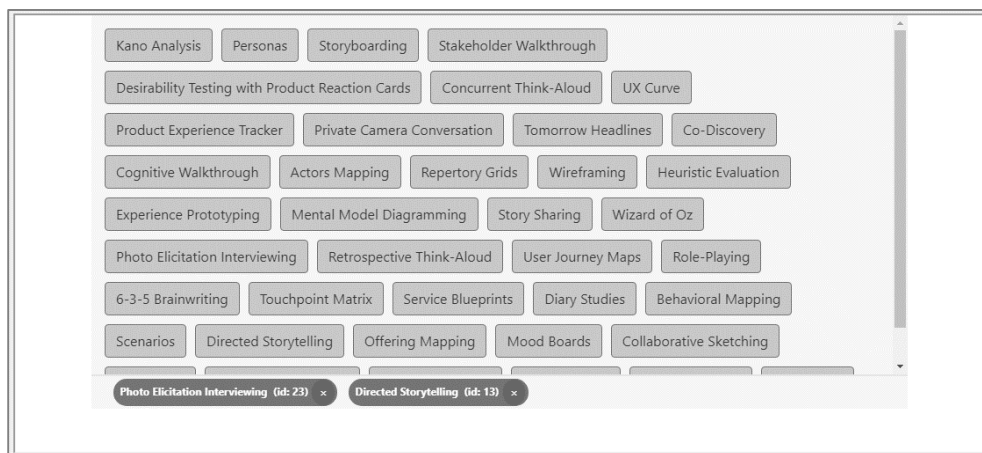 Kano Analysis Personas Storyboarding Stakeholder Walkthrough
Desirability Testing with Product Reaction Cards Concurrent Think-Aloud UX Curve
Product Experience Tracker Private Camera Conversation Tomorrow Headlines Co-Discovery
Cognitive Walkthrough Actors Mapping Repertory Grids Wireframing Heuristic Evaluation
Experience Prototyping Mental Model Diagramming Story Sharing Wizard of Oz
Photo Elicitation Interviewing Retrospective Think-Aloud User Journey Maps Role-Playing
6-3-5 Brainwriting Touchpoint Matrix Service Blueprints Diary Studies Behavioral Mapping
Scenarios Directed Storytelling Offering Mapping Mood Boards Collaborative Sketching
Photo Elicitation Interviewing (id: 23) × Directed Storytelling (id: 13) ×